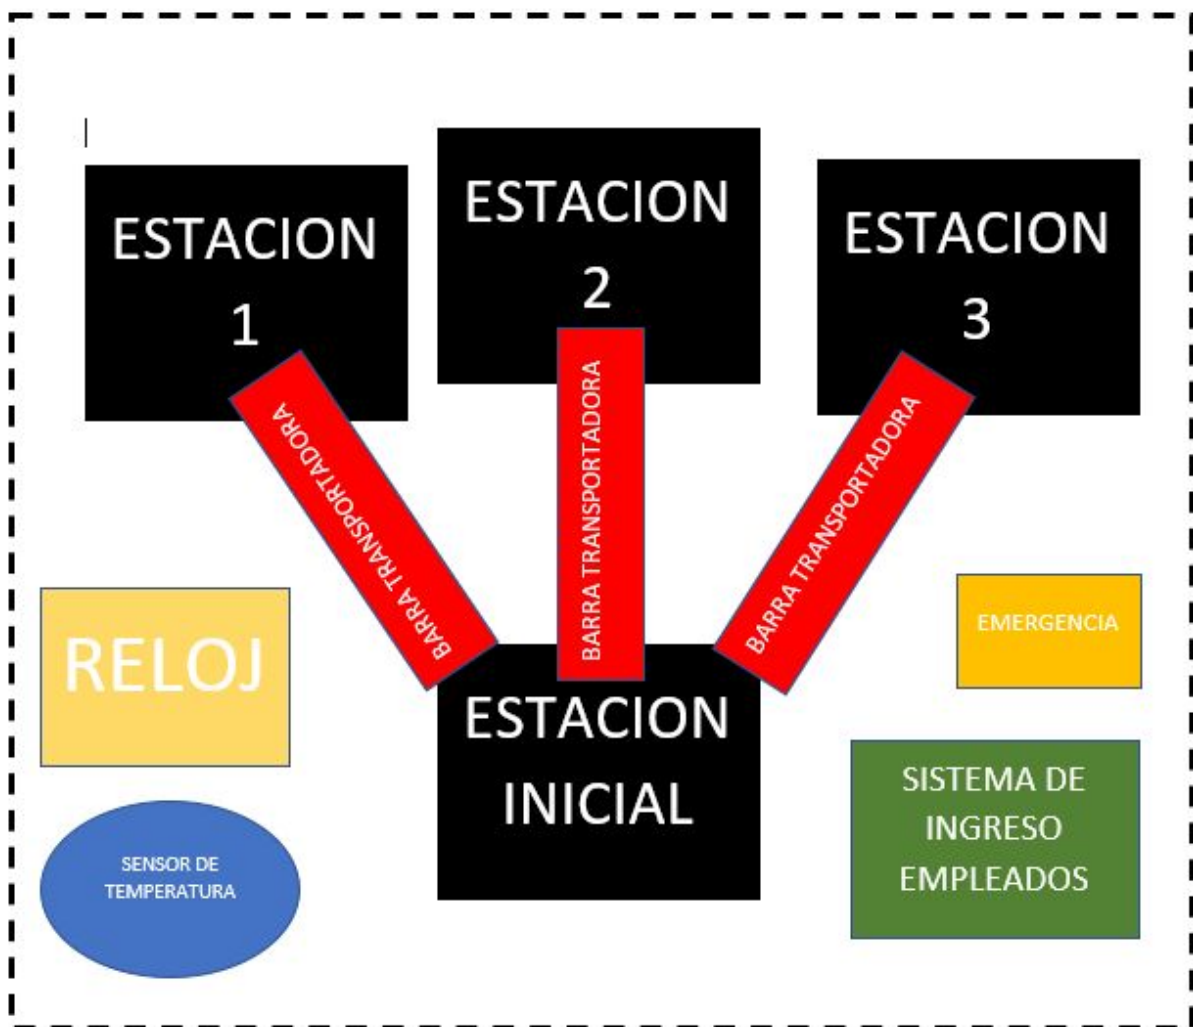 ESTACION
1
ESTACION
2
ESTACION
3
BARRA TRANSPORTADORA
BARRA TRANSPORTADORA
BARRA TRANSPORTADORA
RELOJ
EMERGENCIA
ESTACION
INICIAL
SENSOR DE
TEMPERATURA
SISTEMA DE
INGRESO
EMPLEADOS